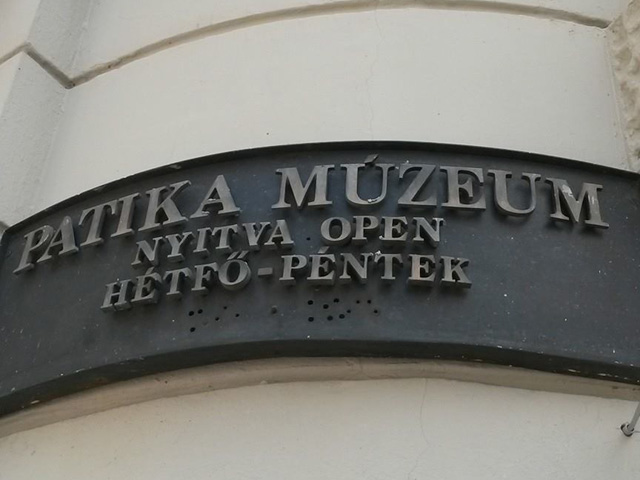 PATIKA MÚZEUM
NYITVA OPEN
HÉTFŐ-PÉNTEK